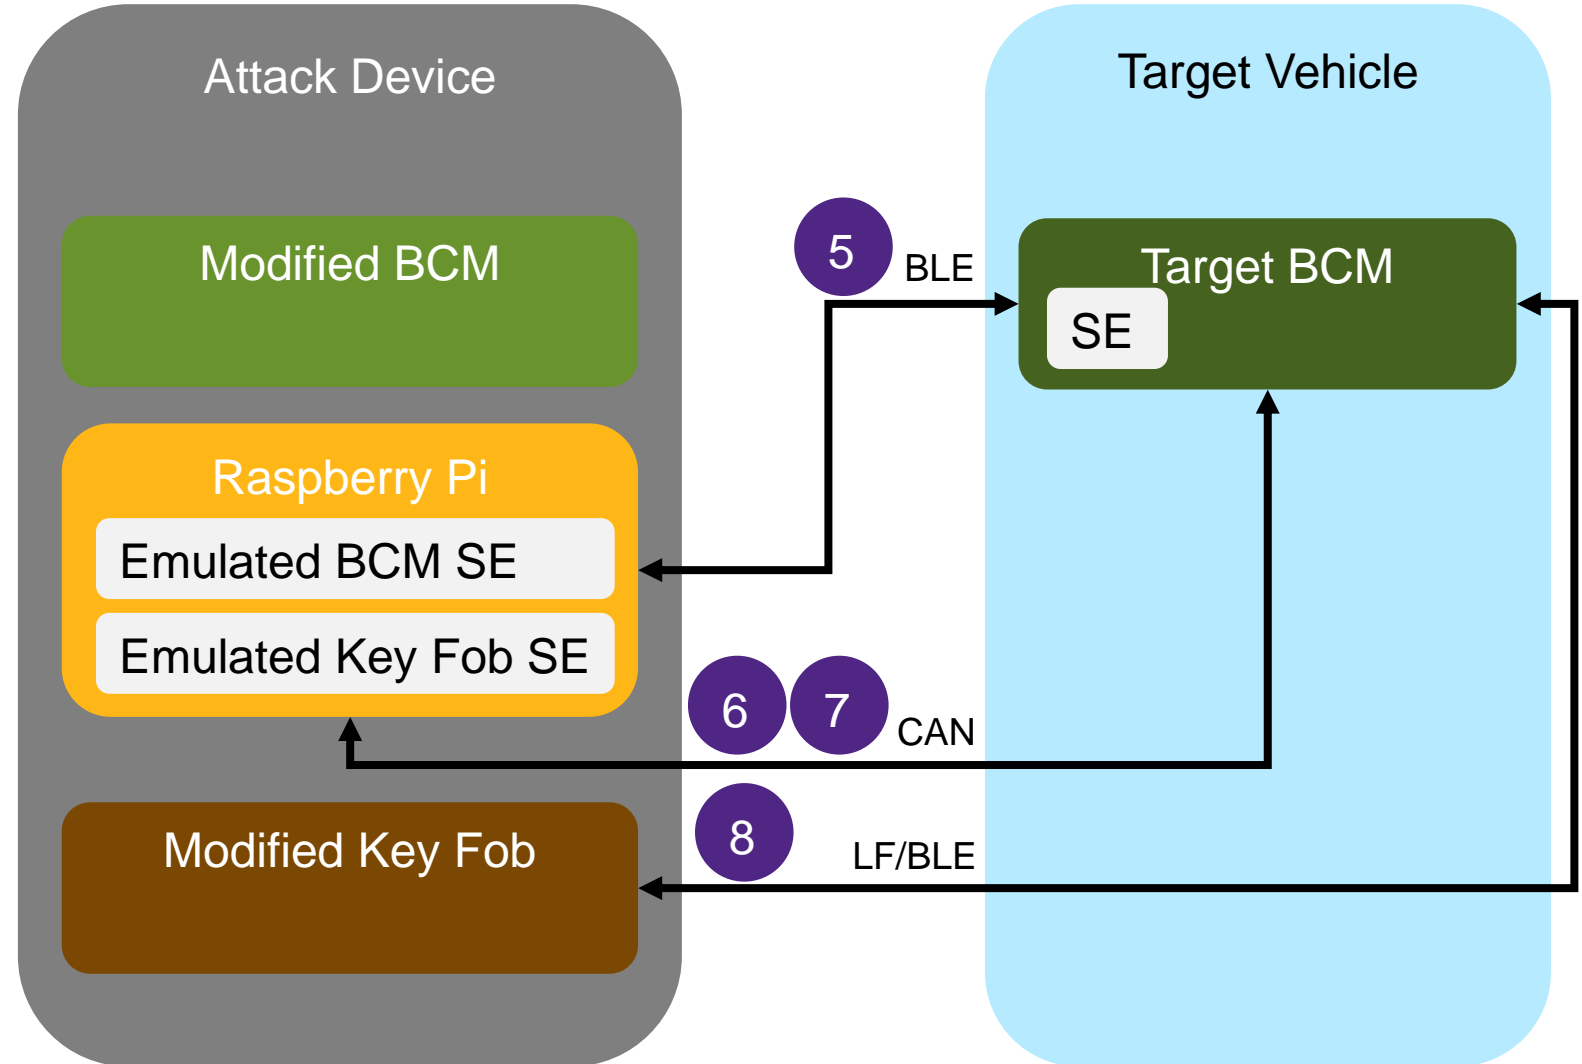 Attack Device
Target Vehicle
Modified BCM
5
BLE
Target BCM
SE
Raspberry Pi
Emulated BCM SE
Emulated Key Fob SE
6
7
CAN
8
LF/BLE
Modified Key Fob